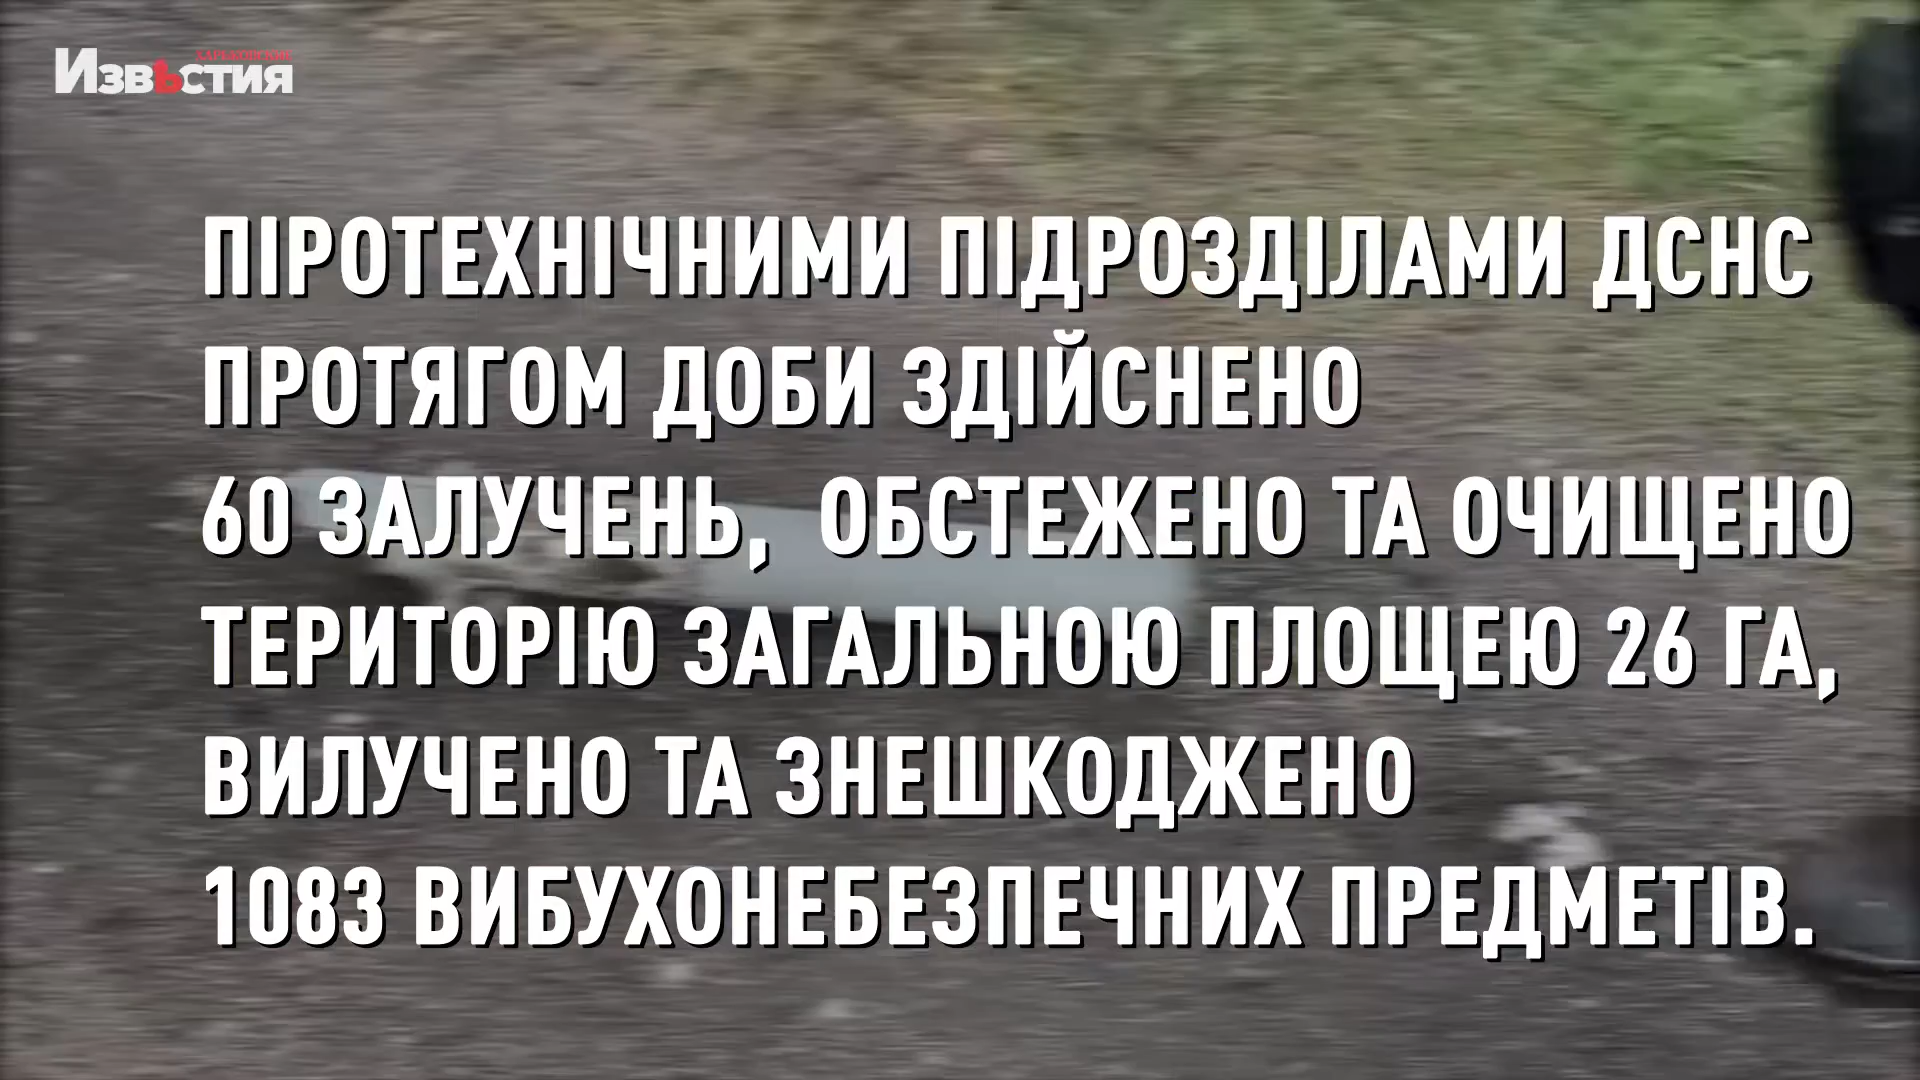 ХАРЬКОВСКИЕ
ИЗВѢСТИЯ
ПІРОТЕХНІЧНИМИ ПІДРОЗДІЛАМИ ДСНС
ПРОТЯГОМ ДОБИ ЗДІЙСНЕНО
60 ЗАЛУЧЕНЬ, ОБСТЕЖЕНО ТА ОЧИЩЕНО
ТЕРИТОРІЮ ЗАГАЛЬНОЮ ПЛОЩЕЮ 26 ГА,
ВИЛУЧЕНО ТА ЗНЕШКОДЖЕНО
1083 ВИБУХОНЕБЕЗПЕЧНИХ ПРЕДМЕТІВ.